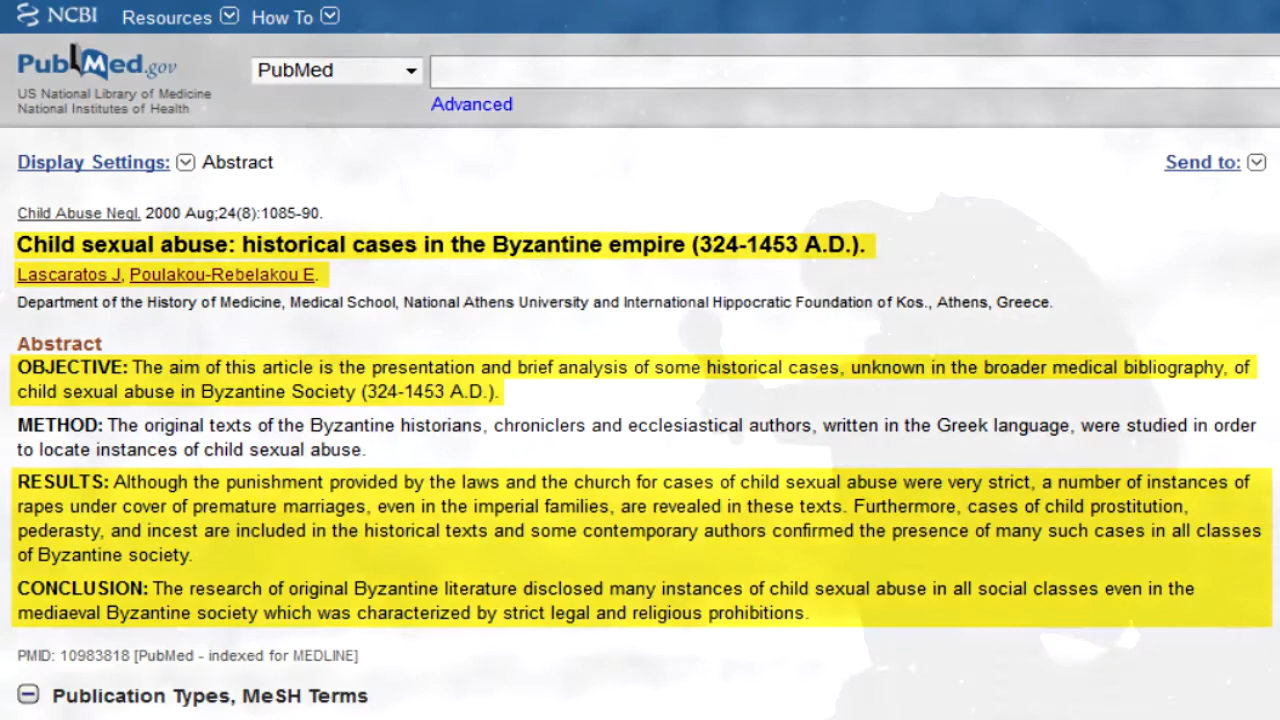 NCBI Resources How To
PubMed.gov
US National Library of Medicine
National Institutes of Health
PubMed
Advanced
Display Settings: Abstract
Send to:
Child Abuse Negl. 2000 Aug;24(8):1085-90.
Child sexual abuse: historical cases in the Byzantine empire (324-1453 A.D.).
Lascaratos J, Poulakou-Rebelakou E.
Department of the History of Medicine, Medical School, National Athens University and International Hippocratic Foundation of Kos., Athens, Greece.
Abstract
OBJECTIVE: The aim of this article is the presentation and brief analysis of some historical cases, unknown in the broader medical bibliography, of
child sexual abuse in Byzantine Society (324-1453 A.D.).
METHOD: The original texts of the Byzantine historians, chroniclers and ecclesiastical authors, written in the Greek language, were studied in order
to locate instances of child sexual abuse.
RESULTS: Although the punishment provided by the laws and the church for cases of child sexual abuse were very strict, a number of instances of
rapes under cover of premature marriages, even in the imperial families, are revealed in these texts. Furthermore, cases of child prostitution,
pederasty, and incest are included in the historical texts and some contemporary authors confirmed the presence of many such cases in all classes
of Byzantine society.
CONCLUSION: The research of original Byzantine literature disclosed many instances of child sexual abuse in all social classes even in the
mediaeval Byzantine society which was characterized by strict legal and religious prohibitions.
PMID: 10983818 [PubMed - indexed for MEDLINE]
Publication Types, MeSH Terms